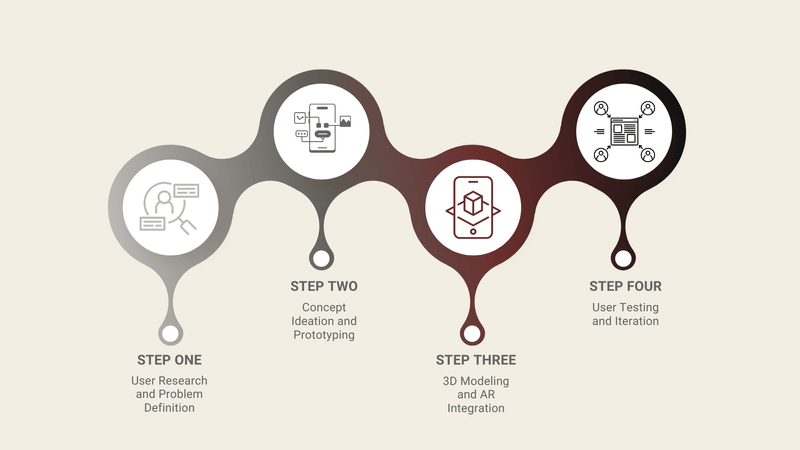 STEP ONE
User Research
and Problem
Definition
STEP TWO
Concept
Ideation and
Prototyping
STEP THREE
3D Modeling
and AR
Integration
STEP FOUR
User Testing
and Iteration